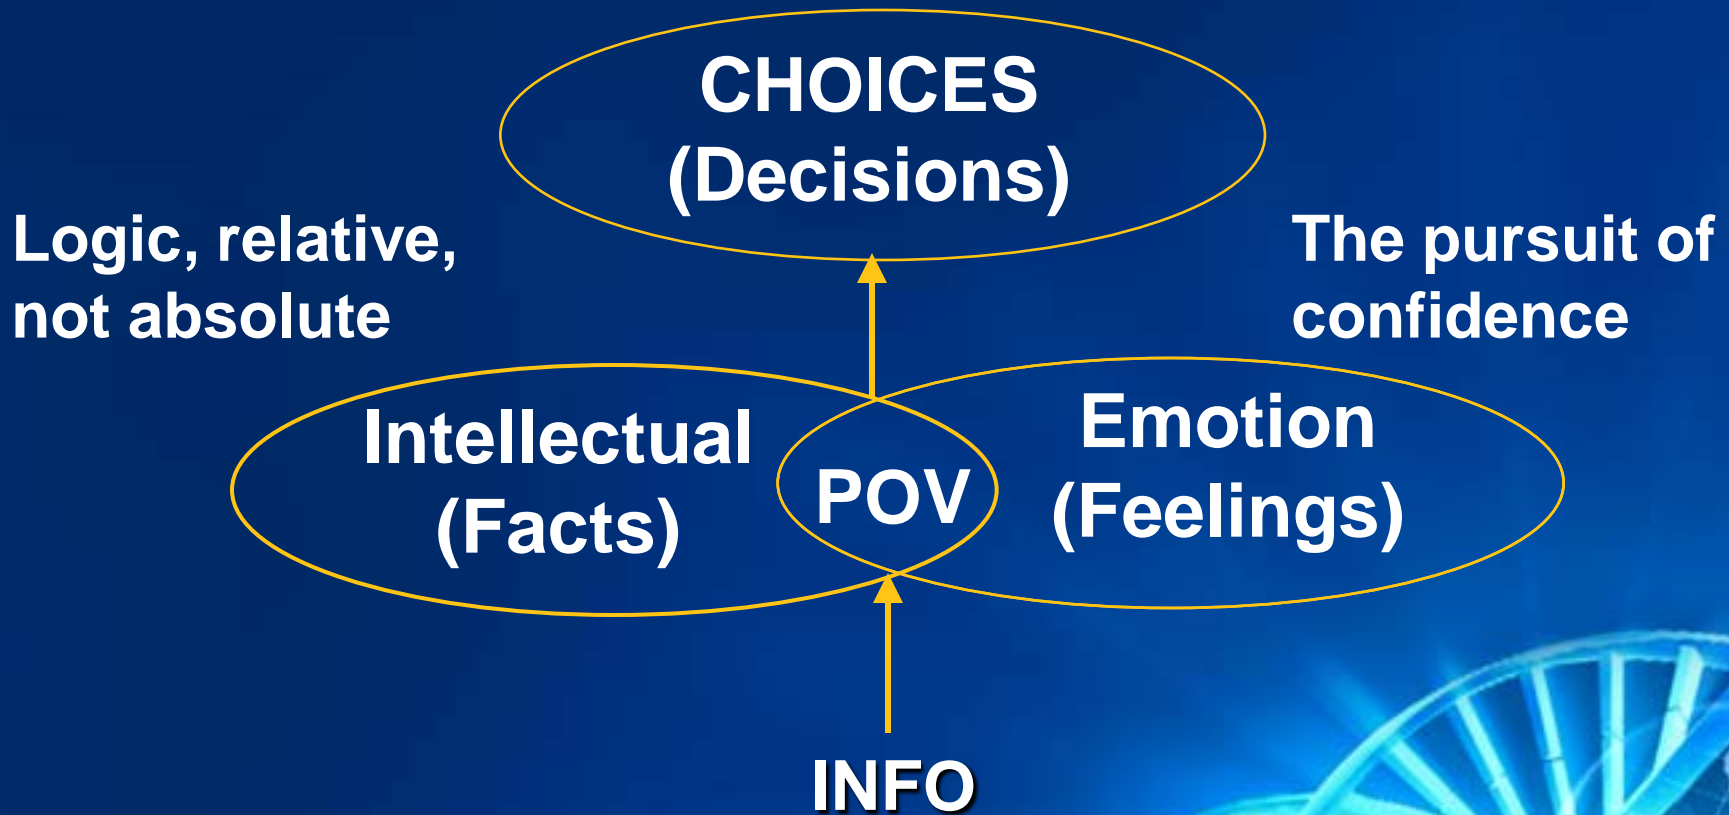 CHOICES
(Decisions)
Logic, relative,
not absolute
The pursuit of
confidence
Intellectual
(Facts)
POV
Emotion
(Feelings)
INFO